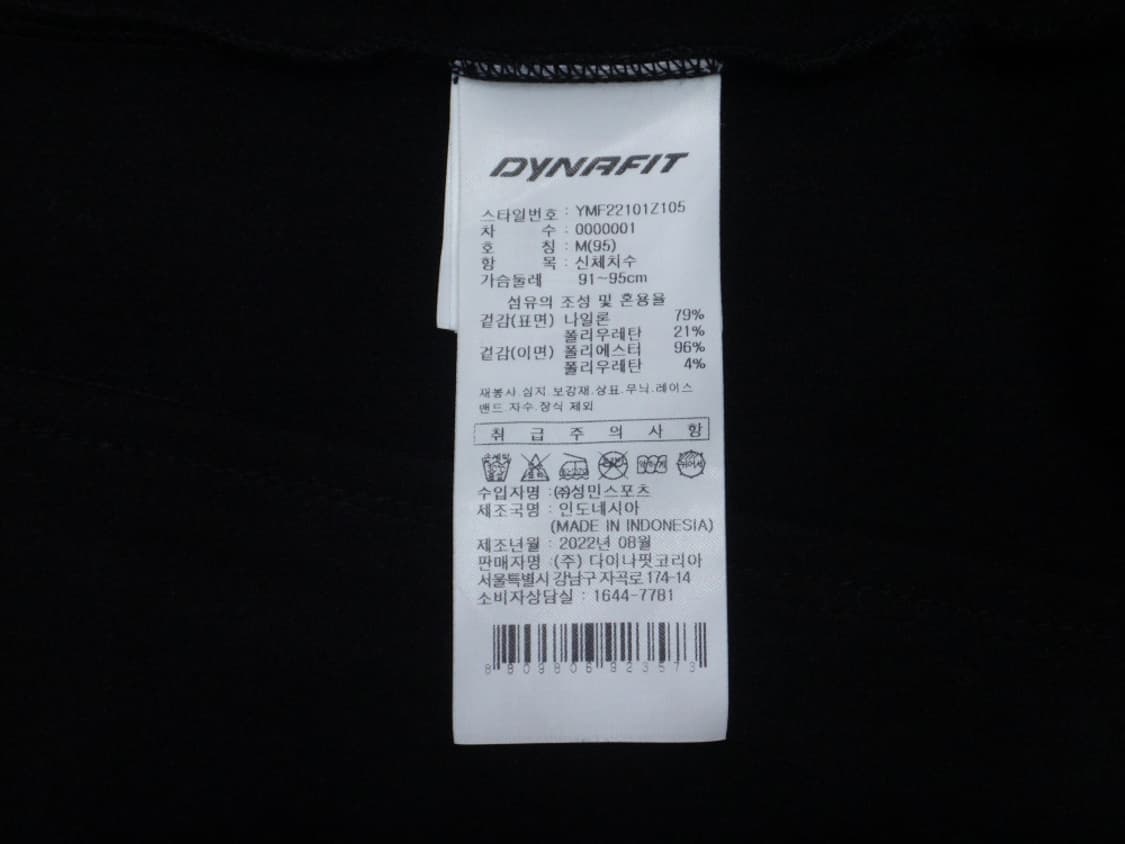 DYNAFIT
스타일번호 : YMF22101Z105
차 수 : 0000001
호 칭 : M(95)
항 목 : 신체치수
가슴둘레 91~95cm
섬유의 조성 및 혼용율
겉감(표면) 나일론 79%
폴리우레탄 21%
겉감(이면) 폴리에스터 96%
폴리우레탄 4%
재봉사.심지.보강재.상표.무늬.레이스
밴드.자수.장식 제외
취 급 주 의 사 항
수입자명 : ㈜성민스포츠
제조국명 : 인도네시아
(MADE IN INDONESIA)
제조년월 : 2022년 08월
판매자명 : (주) 다이나핏코리아
서울특별시 강남구 자곡로 174-14
소비자상담실 : 1644-7781
8 809806 923573